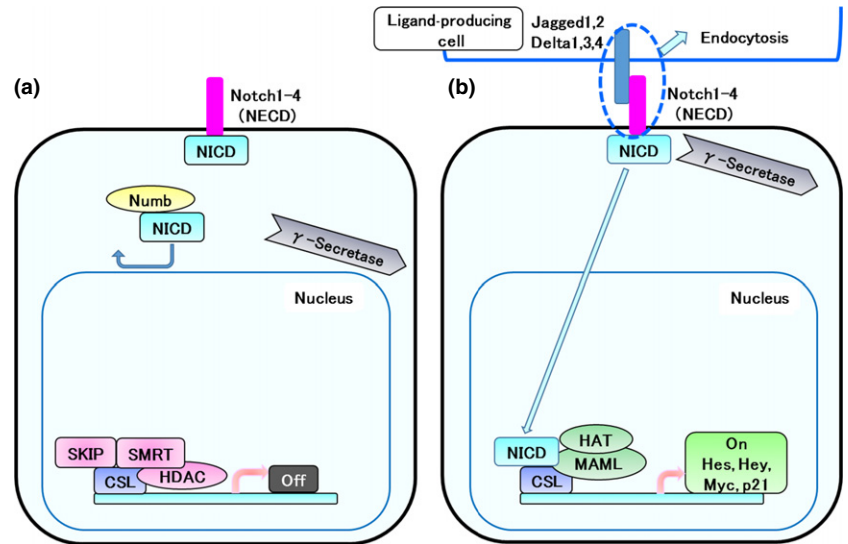 Ligand-producing
cell
Jagged1,2
Delta1,3,4
Endocytosis
(a)
Notch1-4
(NECD)
NICD
Numb
NICD
γ-Secretase
Nucleus
SKIP
SMRT
CSL
HDAC
Off
(b)
Notch1-4
(NECD)
NICD
γ-Secretase
Nucleus
NICD
HAT
MAML
CSL
On
Hes, Hey,
Myc, p21